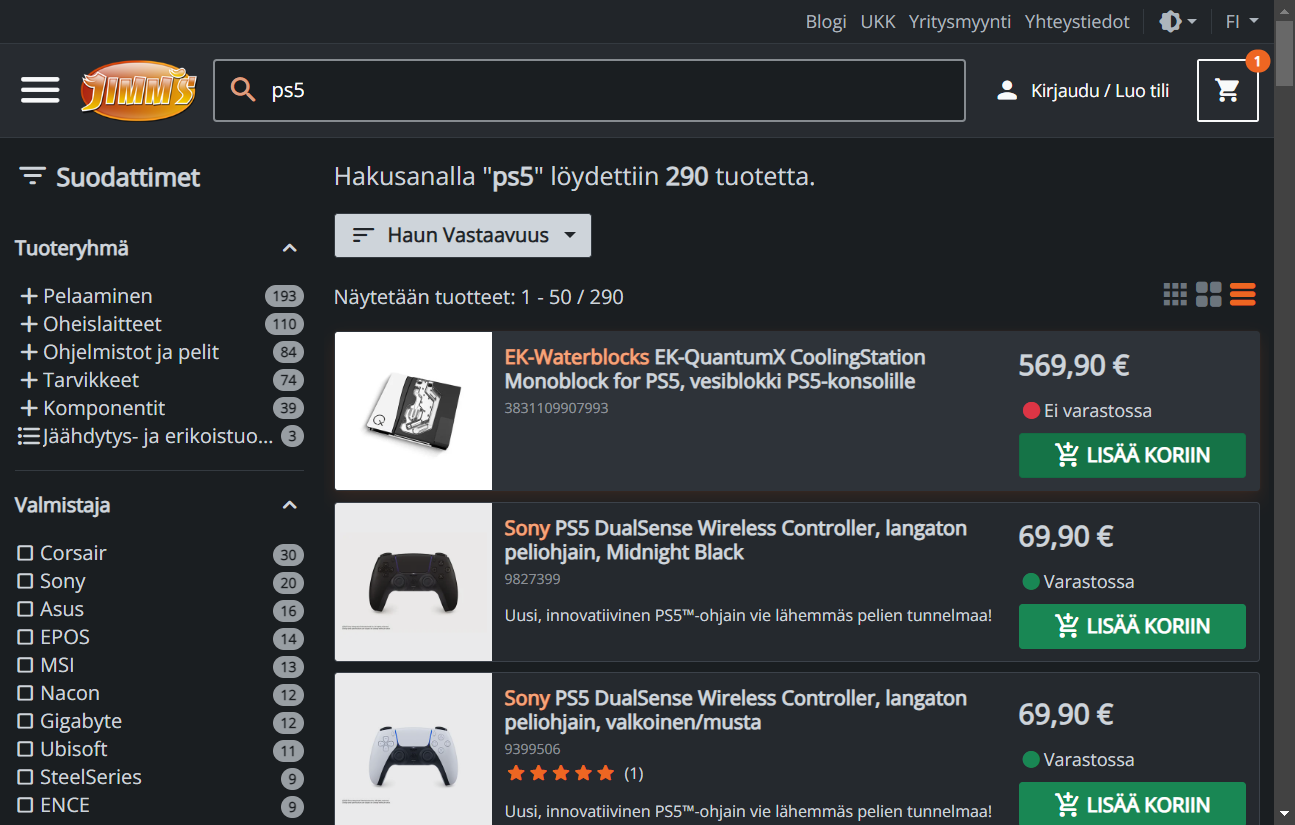 Blogi UKK Yritysmyynti Yhteystiedot FI
JIMM'S
ps5
Kirjaudu / Luo tili
1
Suodattimet
Tuoteryhmä
Pelaaminen 193
Oheislaitteet 110
Ohjelmistot ja pelit 84
Tarvikkeet 74
Komponentit 39
Jäähdytys- ja erikoistuo... 3
Valmistaja
Corsair 30
Sony 20
Asus 16
EPOS 14
MSI 13
Nacon 12
Gigabyte 12
Ubisoft 11
SteelSeries 9
ENCE 9
Hakusanalla "ps5" löydettiin 290 tuotetta.
Haun Vastaavuus
Näytetään tuotteet: 1 - 50 / 290
EK-Waterblocks EK-QuantumX CoolingStation
Monoblock for PS5, vesiblokki PS5-konsolille
3831109907993
569,90 €
Ei varastossa
LISÄÄ KORIIN
Sony PS5 DualSense Wireless Controller, langaton
peliohjain, Midnight Black
9827399
Uusi, innovatiivinen PS5™-ohjain vie lähemmäs pelien tunnelmaa!
69,90 €
Varastossa
LISÄÄ KORIIN
Sony PS5 DualSense Wireless Controller, langaton
peliohjain, valkoinen/musta
9399506
(1)
Uusi, innovatiivinen PS5™-ohjain vie lähemmäs pelien tunnelmaa!
69,90 €
Varastossa
LISÄÄ KORIIN